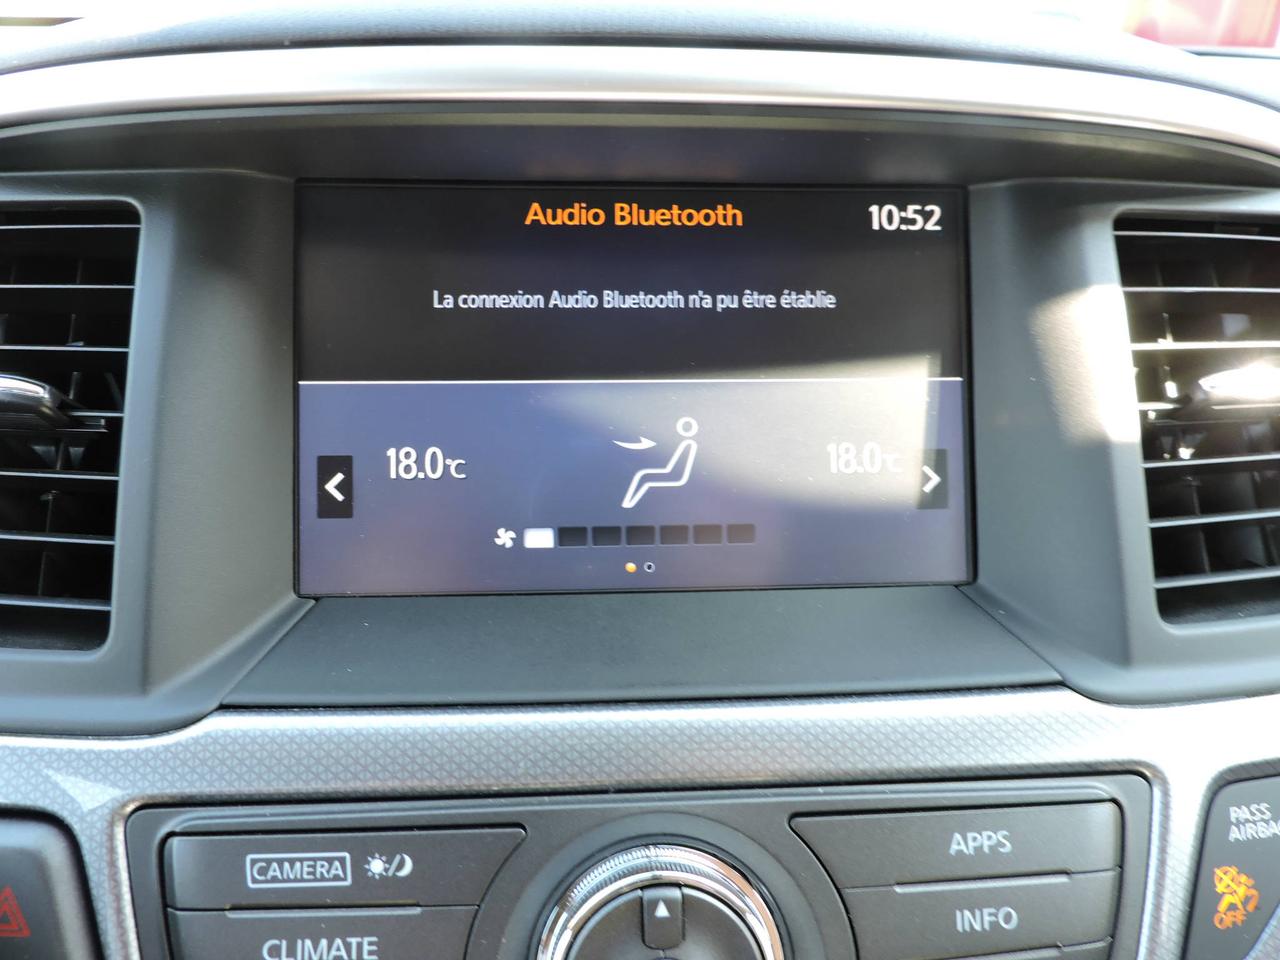 Audio Bluetooth 10:52
La connexion Audio Bluetooth n'a pu être établie
18.0°C 18.0°C
CAMERA
CLIMATE
APPS
INFO
PASS
AIRBA
OFF